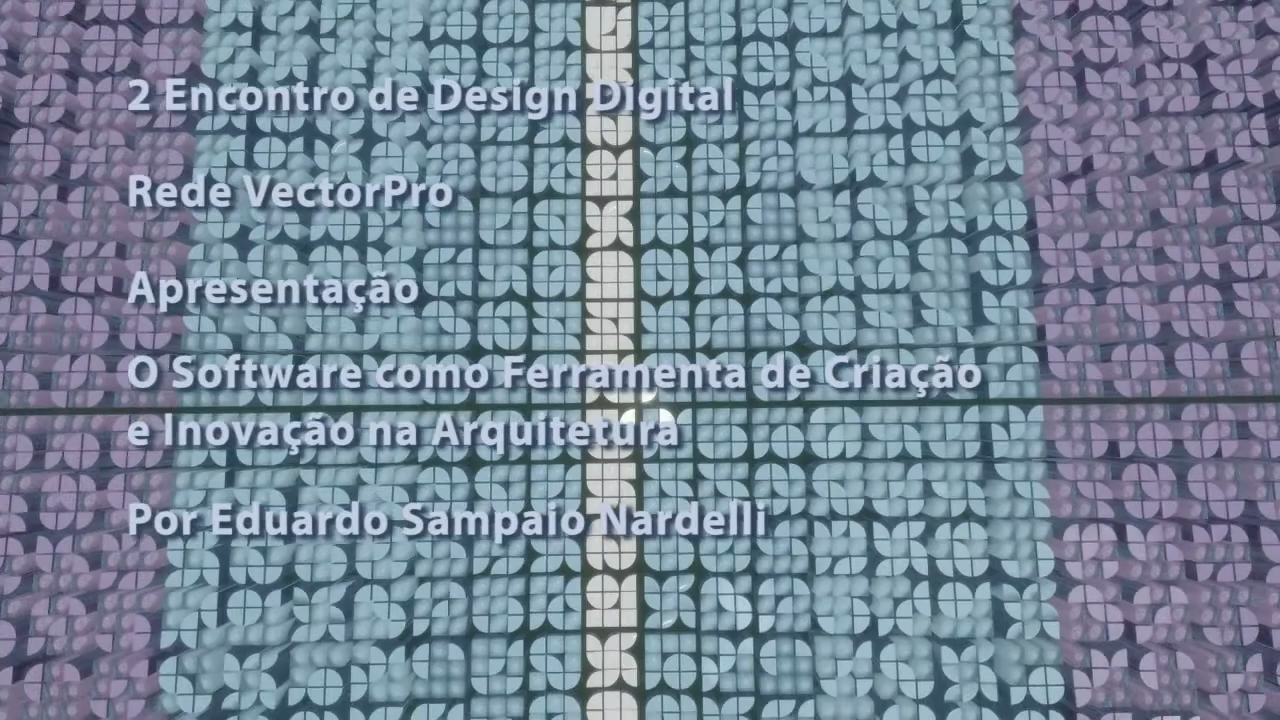 2 Encontro de Design Digital
Rede VectorPro
Apresentação
O Software como Ferramenta de Criação
e Inovação na Arquitetura
Por Eduardo Sampaio Nardelli